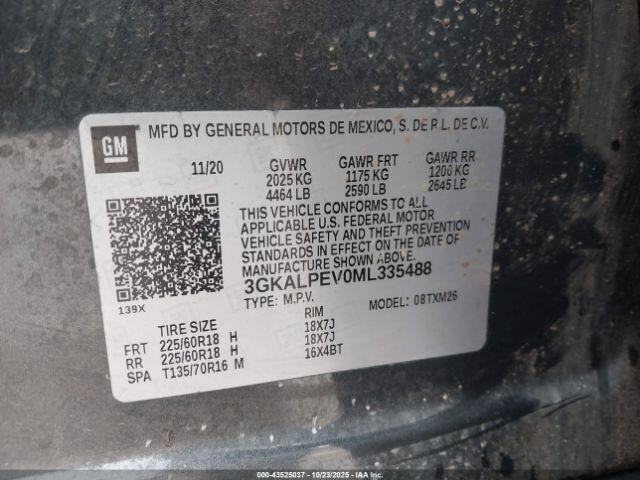 GM
MFD BY GENERAL MOTORS DE MEXICO, S. DE R.L. DE C.V.
11/20 GVWR GAWR FRT GAWR RR
2025 KG 1175 KG 1200 KG
4464 LB 2590 LB 2645 LB
THIS VEHICLE CONFORMS TO ALL
APPLICABLE U.S. FEDERAL MOTOR
VEHICLE SAFETY AND THEFT PREVENTION
STANDARDS IN EFFECT ON THE DATE OF
MANUFACTURE SHOWN ABOVE.
3GKALPEV0ML335488
139X TYPE: M.P.V. MODEL: 08TXM26
TIRE SIZE RIM
FRT 225/60R18 H 18X7J
RR 225/60R18 H 18X7J
SPA T135/70R16 M 16X4BT
000-43525037 - 10/23/2025 - IAAI.COM